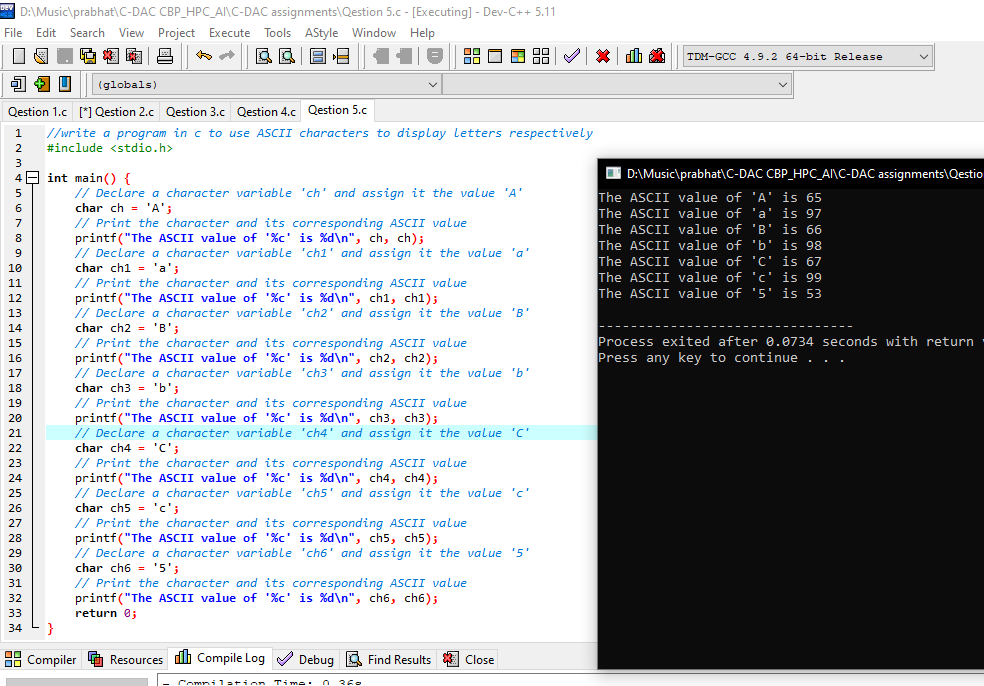 D:\Music\prabhat\C-DAC CBP_HPC_AI\C-DAC assignments\Qestion 5.c - [Executing] - Dev-C++ 5.11
File Edit Search View Project Execute Tools AStyle Window Help
TDM-GCC 4.9.2 64-bit Release
(globals)
Qestion 1.c [*] Qestion 2.c Qestion 3.c Qestion 4.c Qestion 5.c
1 //write a program in c to use ASCII characters to display letters respectively
2 #include <stdio.h>
3
4 int main() {
5 // Declare a character variable 'ch' and assign it the value 'A'
6 char ch = 'A';
7 // Print the character and its corresponding ASCII value
8 printf("The ASCII value of '%c' is %d\n", ch, ch);
9 // Declare a character variable 'ch1' and assign it the value 'a'
10 char ch1 = 'a';
11 // Print the character and its corresponding ASCII value
12 printf("The ASCII value of '%c' is %d\n", ch1, ch1);
13 // Declare a character variable 'ch2' and assign it the value 'B'
14 char ch2 = 'B';
15 // Print the character and its corresponding ASCII value
16 printf("The ASCII value of '%c' is %d\n", ch2, ch2);
17 // Declare a character variable 'ch3' and assign it the value 'b'
18 char ch3 = 'b';
19 // Print the character and its corresponding ASCII value
20 printf("The ASCII value of '%c' is %d\n", ch3, ch3);
21 // Declare a character variable 'ch4' and assign it the value 'C'
22 char ch4 = 'C';
23 // Print the character and its corresponding ASCII value
24 printf("The ASCII value of '%c' is %d\n", ch4, ch4);
25 // Declare a character variable 'ch5' and assign it the value 'c'
26 char ch5 = 'c';
27 // Print the character and its corresponding ASCII value
28 printf("The ASCII value of '%c' is %d\n", ch5, ch5);
29 // Declare a character variable 'ch6' and assign it the value '5'
30 char ch6 = '5';
31 // Print the character and its corresponding ASCII value
32 printf("The ASCII value of '%c' is %d\n", ch6, ch6);
33 return 0;
34 }
D:\Music\prabhat\C-DAC CBP_HPC_AI\C-DAC assignments\Qestio
The ASCII value of 'A' is 65
The ASCII value of 'a' is 97
The ASCII value of 'B' is 66
The ASCII value of 'b' is 98
The ASCII value of 'C' is 67
The ASCII value of 'c' is 99
The ASCII value of '5' is 53
--------------------------------
Process exited after 0.0734 seconds with return
Press any key to continue . . .
Compiler Resources Compile Log Debug Find Results Close
- Compilation Time: 0.36s